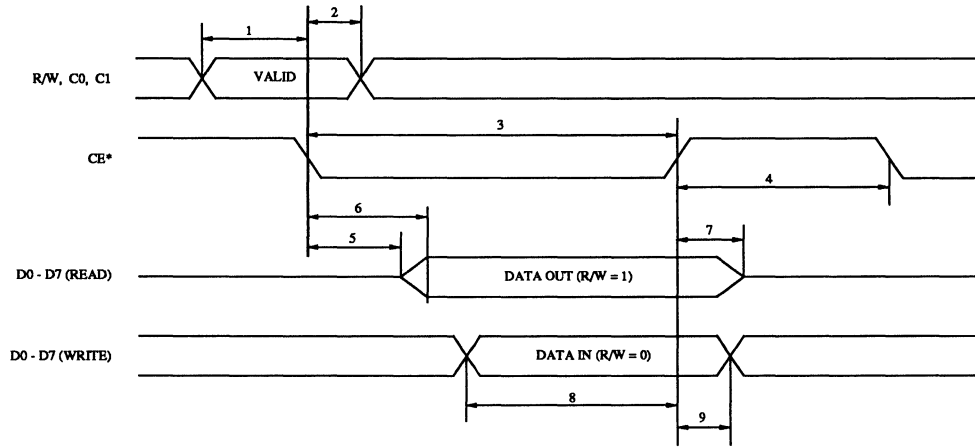 1
2
R/W, C0, C1
VALID
3
CE*
4
6
5
7
D0 - D7 (READ)
DATA OUT (R/W = 1)
D0 - D7 (WRITE)
DATA IN (R/W = 0)
8
9